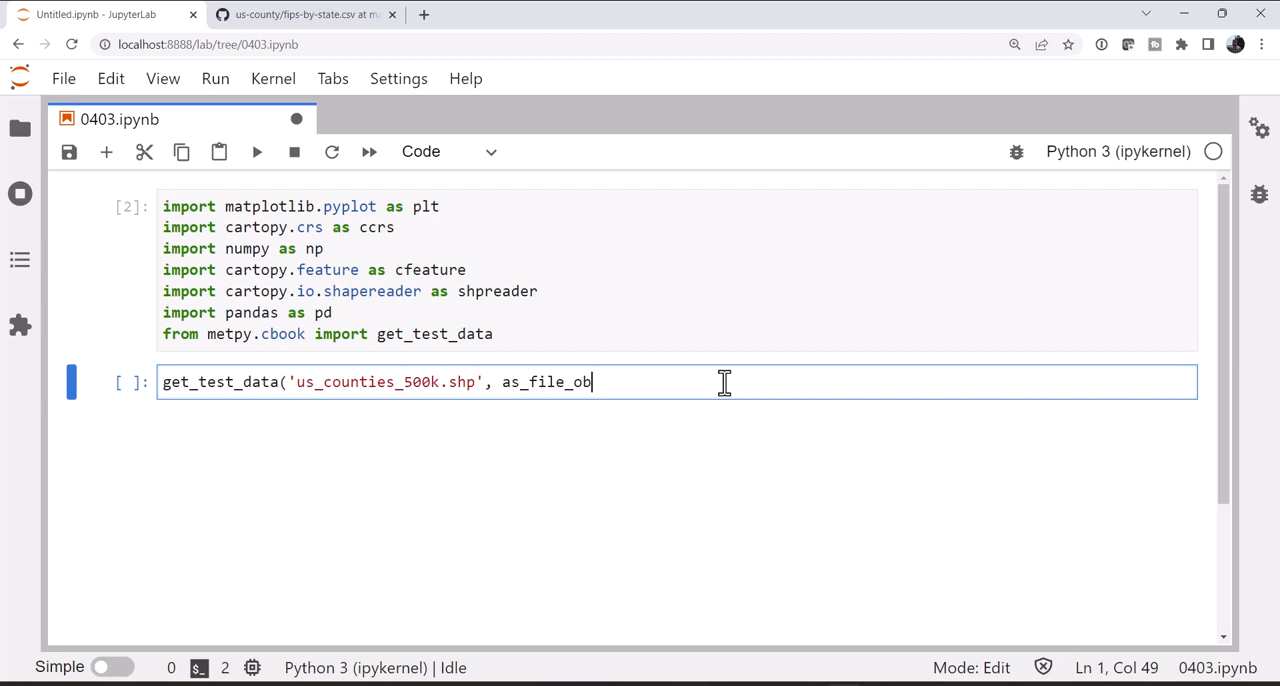 Untitled.ipynb - JupyterLab
us-county/fips-by-state.csv at m
localhost:8888/lab/tree/0403.ipynb
File Edit View Run Kernel Tabs Settings Help
0403.ipynb
Code
Python 3 (ipykernel)
[2]:
import matplotlib.pyplot as plt
import cartopy.crs as ccrs
import numpy as np
import cartopy.feature as cfeature
import cartopy.io.shapereader as shpreader
import pandas as pd
from metpy.cbook import get_test_data
[ ]: get_test_data('us_counties_500k.shp', as_file_ob
Simple 0 $_ 2 Python 3 (ipykernel) | Idle Mode: Edit Ln 1, Col 49 0403.ipynb